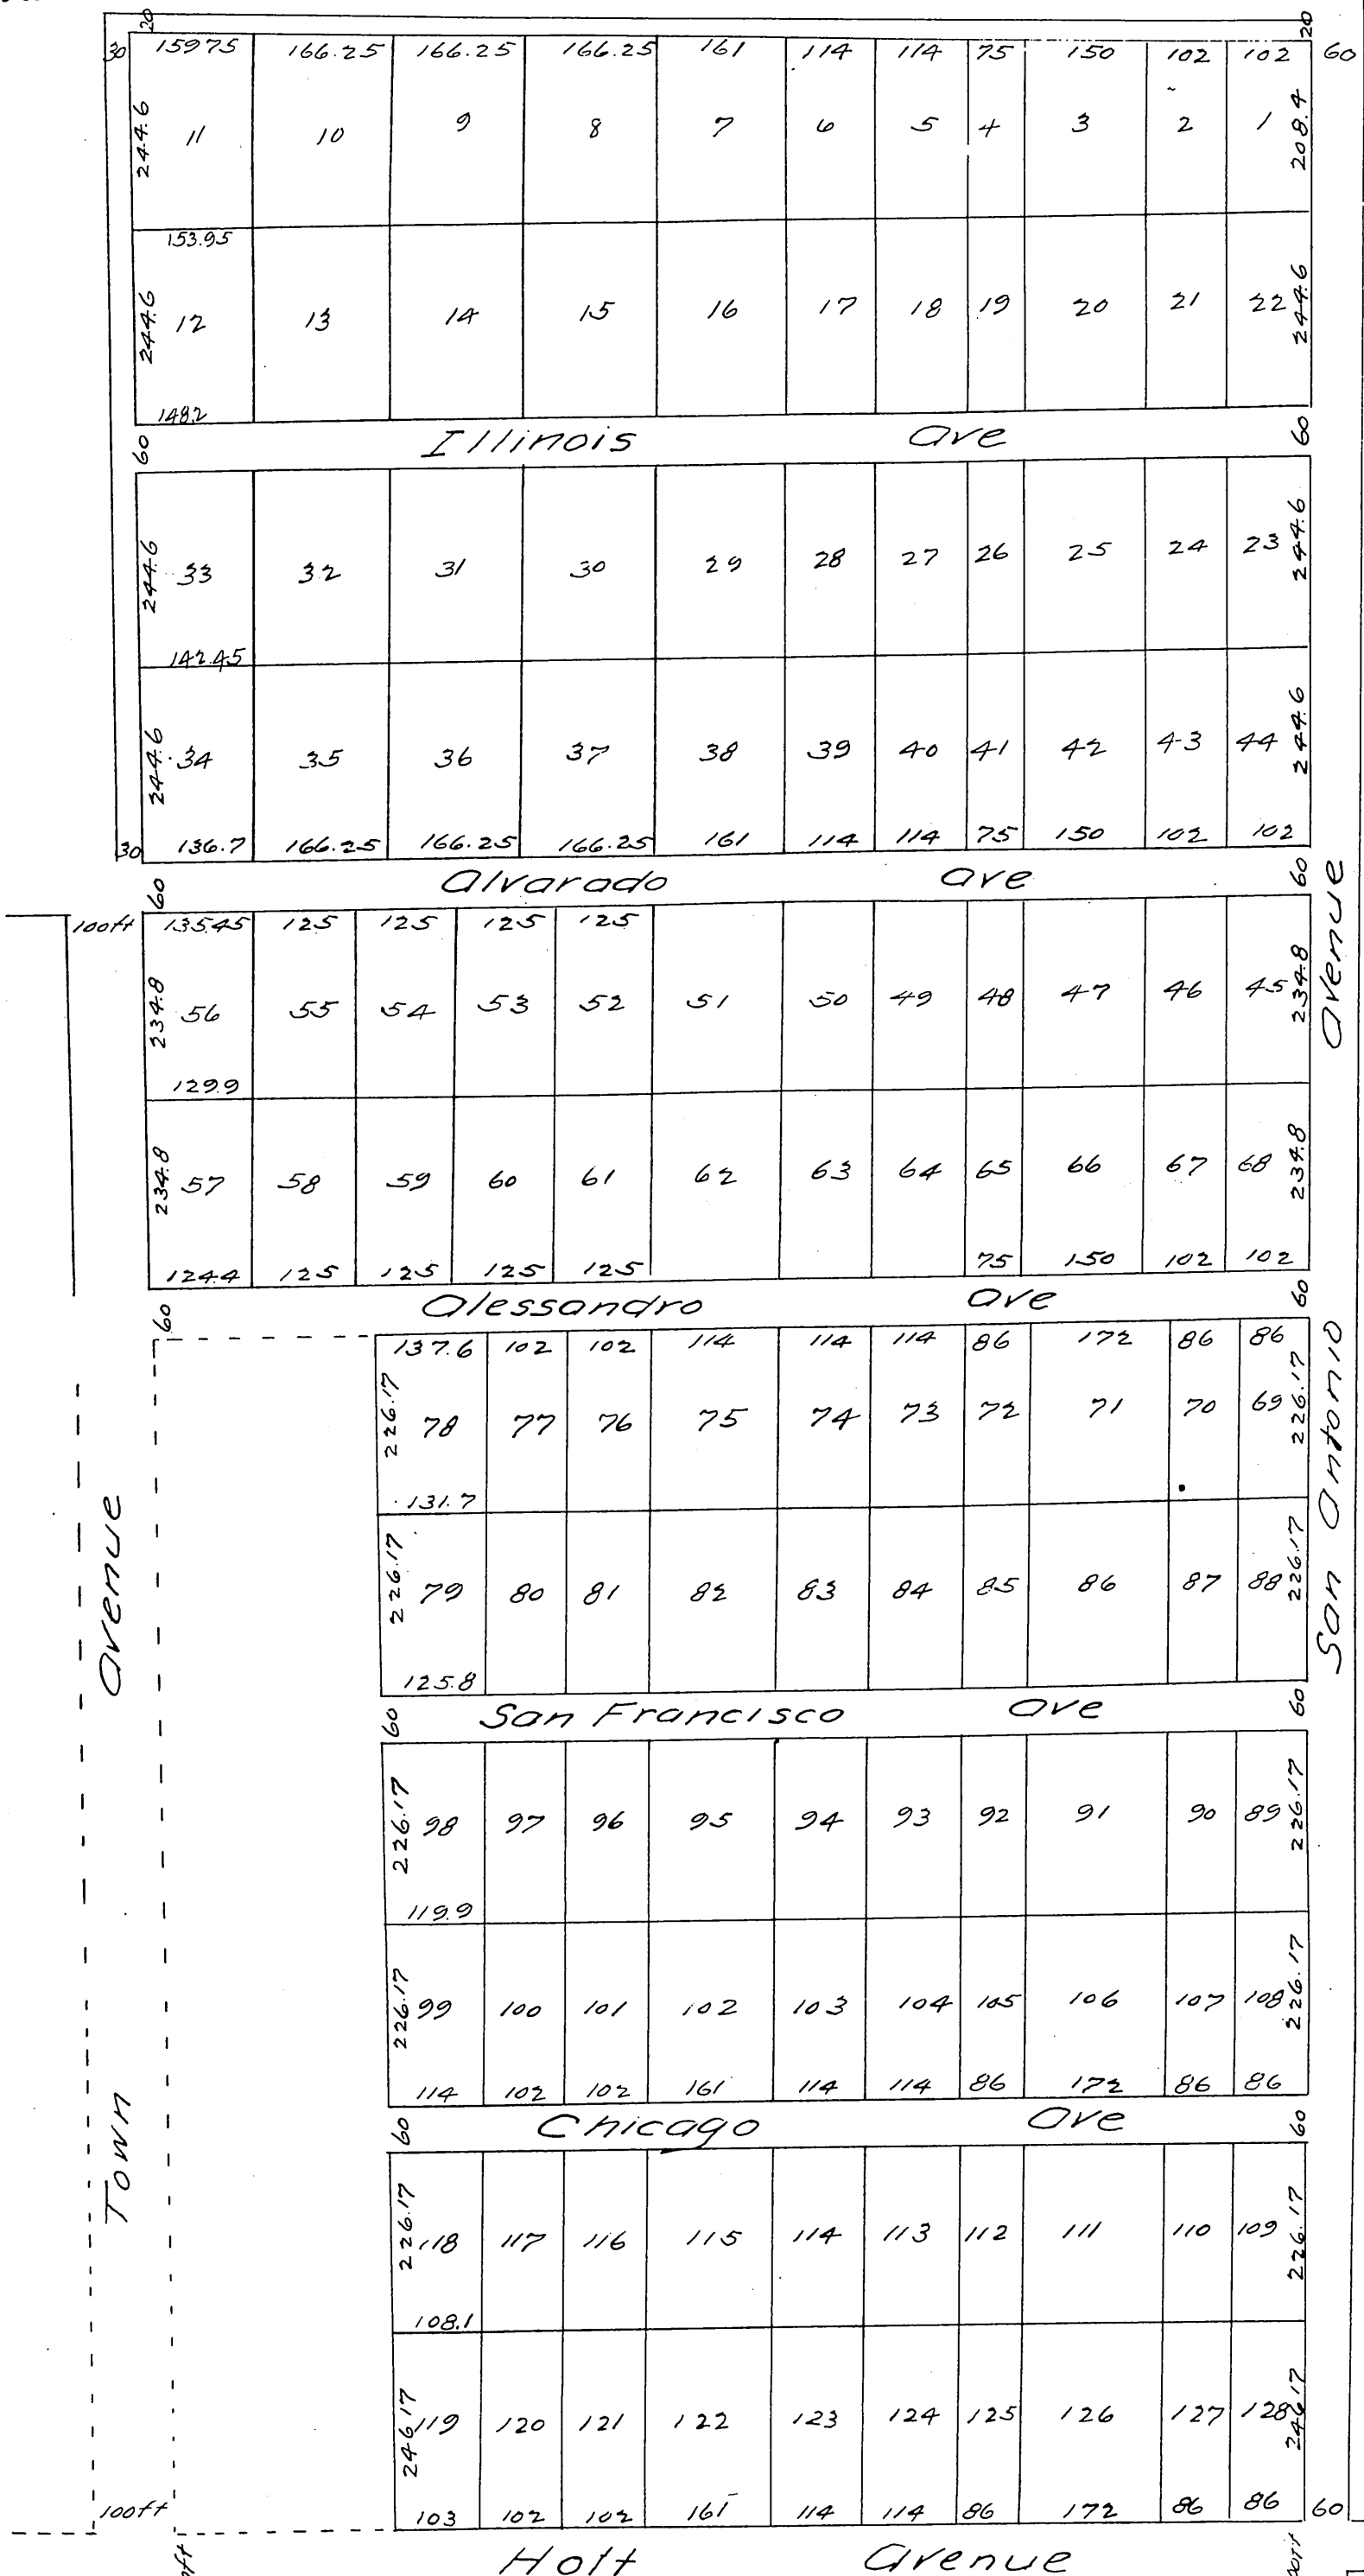 20 20
30 159.75 166.25 166.25 166.25 161 114 114 75 150 102 102 60
244.6 11 10 9 8 7 6 5 4 3 2 1 208.4
153.95
244.6 12 13 14 15 16 17 18 19 20 21 22 244.6
148.2
60 Illinois Ave 60
244.6 33 32 31 30 29 28 27 26 25 24 23 244.6
142.45
244.6 34 35 36 37 38 39 40 41 42 43 44 244.6
30 136.7 166.25 166.25 166.25 161 114 114 75 150 102 102
60 Alvarado Ave 60
100ft 135.45 125 125 125 125
234.8 56 55 54 53 52 51 50 49 48 47 46 45 234.8
129.9
234.8 57 58 59 60 61 62 63 64 65 66 67 68 234.8
124.4 125 125 125 125 75 150 102 102
60 Alessandro Ave 60
137.6 102 102 114 114 114 86 172 86 86
226.17 78 77 76 75 74 73 72 71 70 69 226.17
131.7
226.17 79 80 81 82 83 84 85 86 87 88 226.17
125.8
60 San Francisco Ave 60
226.17 98 97 96 95 94 93 92 91 90 89 226.17
119.9
226.17 99 100 101 102 103 104 105 106 107 108 226.17
114 102 102 161 114 114 86 172 86 86
60 Chicago Ave 60
226.17 118 117 116 115 114 113 112 111 110 109 226.17
108.1
246.17 119 120 121 122 123 124 125 126 127 128 246.17
100ft 103 102 102 161 114 114 86 172 86 86 60
Holt Avenue
Town Avenue
San Antonio Avenue